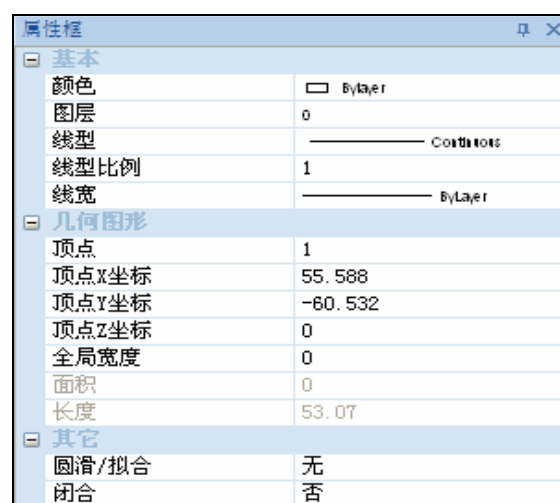 属性框
基本
颜色 Bylayer
图层 0
线型 Continuous
线型比例 1
线宽 ByLayer
几何图形
顶点 1
顶点X坐标 55.588
顶点Y坐标 -60.532
顶点Z坐标 0
全局宽度 0
面积 0
长度 53.07
其它
圆滑/拟合 无
闭合 否